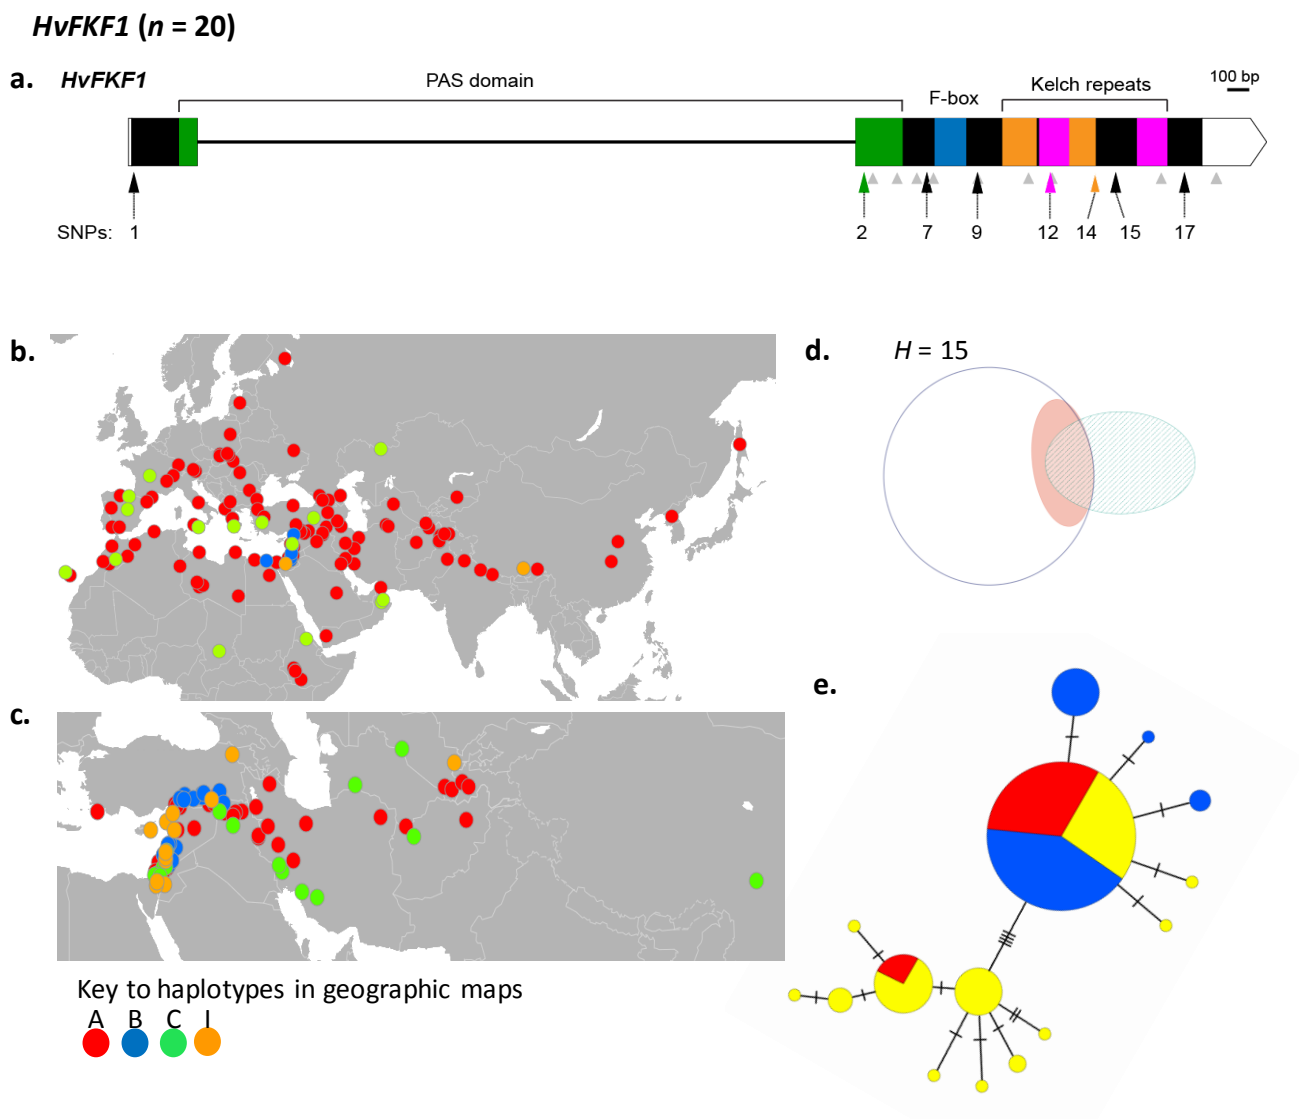 HvFKF1 (n = 20)
a. HvFKF1
PAS domain
F-box
Kelch repeats
100 bp
SNPs: 1 2 7 9 12 14 15 17
b.
c.
Key to haplotypes in geographic maps
A B C I
d. H = 15
e.